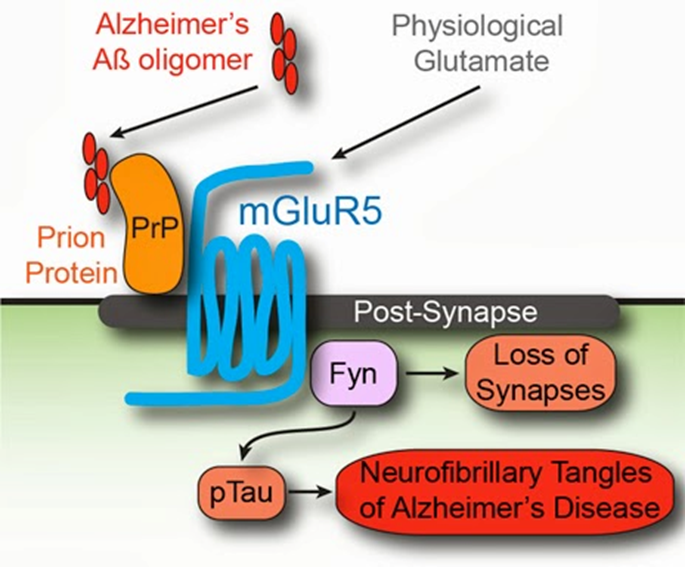 Alzheimer's
Aß oligomer
Physiological
Glutamate
PrP
mGluR5
Prion
Protein
Post-Synapse
Fyn
Loss of
Synapses
pTau
Neurofibrillary Tangles
of Alzheimer's Disease